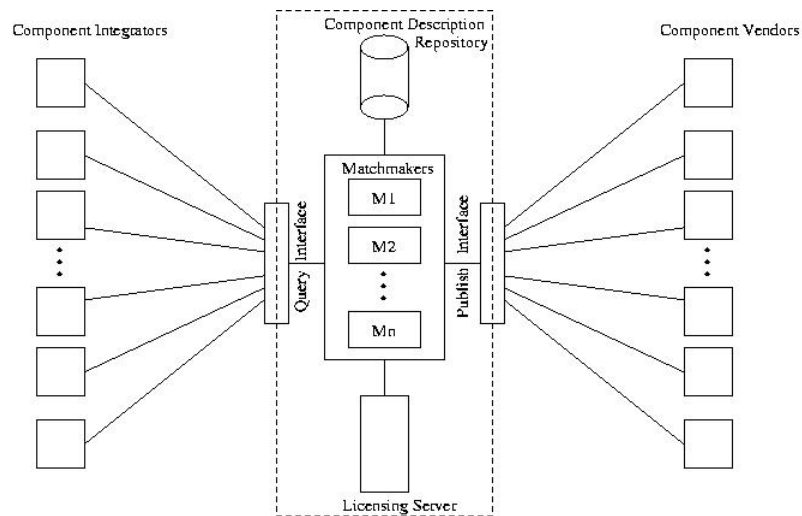 Component Integrators
Component Description
Repository
Component Vendors
Matchmakers
M1
M2
Mn
Query Interface
Publish Interface
Licensing Server